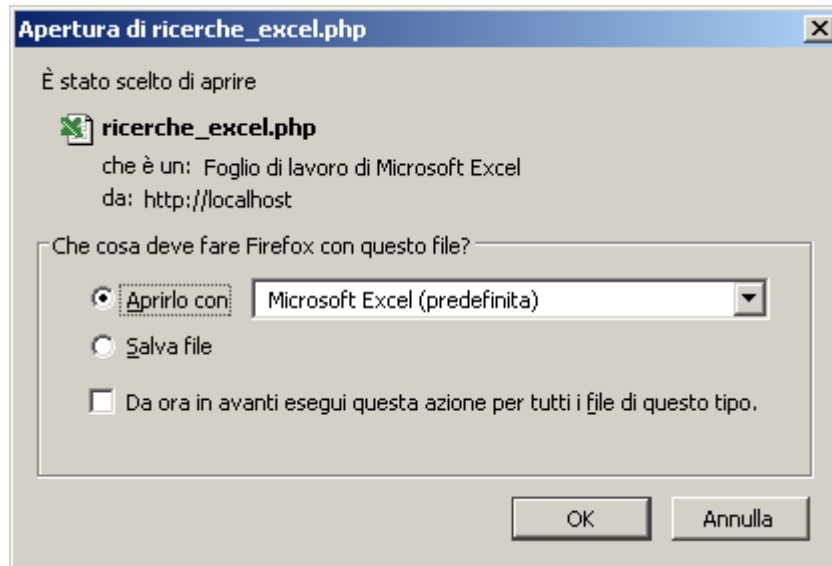 Apertura di ricerche_excel.php
È stato scelto di aprire
ricerche_excel.php
che è un: Foglio di lavoro di Microsoft Excel
da: http://localhost
Che cosa deve fare Firefox con questo file?
Aprirlo con Microsoft Excel (predefinita)
Salva file
Da ora in avanti esegui questa azione per tutti i file di questo tipo.
OK Annulla